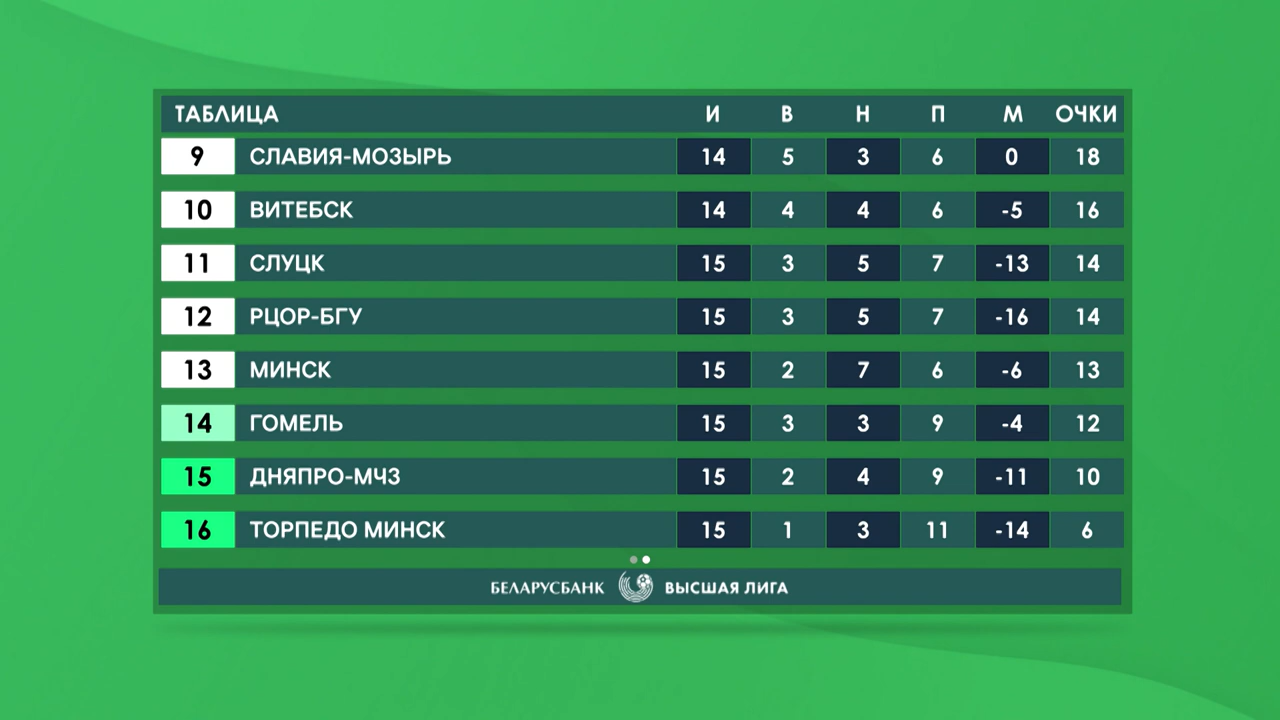 ТАБЛИЦА И В Н П М ОЧКИ
9 СЛАВИЯ-МОЗЫРЬ 14 5 3 6 0 18
10 ВИТЕБСК 14 4 4 6 -5 16
11 СЛУЦК 15 3 5 7 -13 14
12 РЦОР-БГУ 15 3 5 7 -16 14
13 МИНСК 15 2 7 6 -6 13
14 ГОМЕЛЬ 15 3 3 9 -4 12
15 ДНЯПРО-МЧЗ 15 2 4 9 -11 10
16 ТОРПЕДО МИНСК 15 1 3 11 -14 6
БЕЛАРУСБАНК ВЫСШАЯ ЛИГА